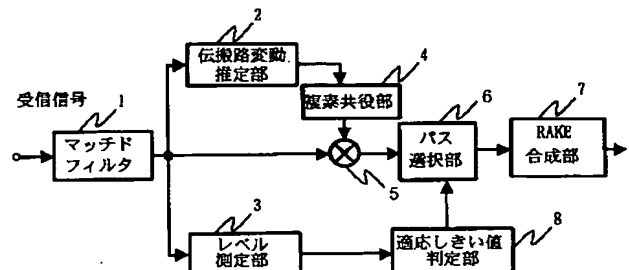 2
伝搬路変動
推定部
4
複素共役部
受信信号
1
マッチド
フィルタ
6
パス
選択部
7
RAKE
合成部
5
3
レベル
測定部
8
適応しきい値
判定部